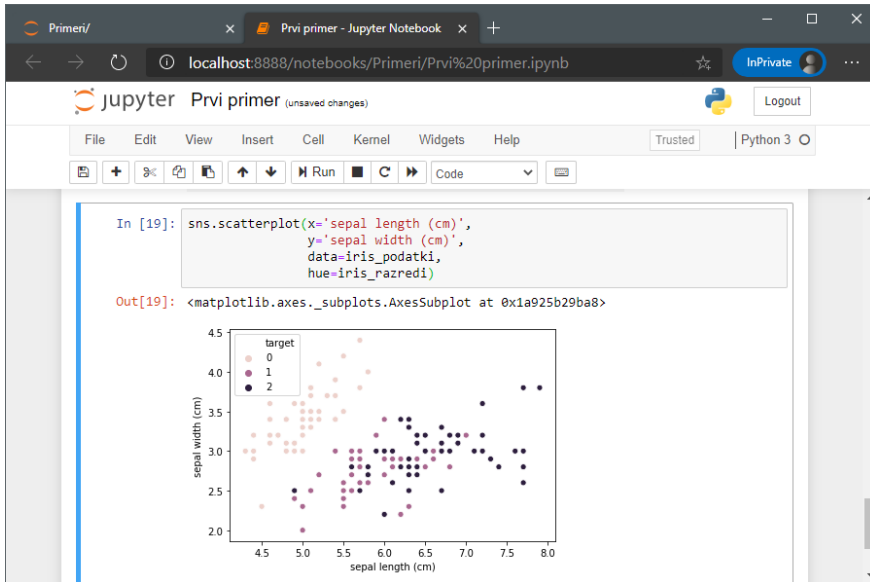 Primeri/
Prvi primer - Jupyter Notebook
localhost:8888/notebooks/Primeri/Prvi%20primer.ipynb
InPrivate
jupyter Prvi primer (unsaved changes)
Logout
File Edit View Insert Cell Kernel Widgets Help
Trusted
Python 3
Run
Code
In [19]: sns.scatterplot(x='sepal length (cm)',
y='sepal width (cm)',
data=iris_podatki,
hue=iris_razredi)
Out[19]: <matplotlib.axes._subplots.AxesSubplot at 0x1a925b29ba8>
target
0
1
2
4.5
4.0
3.5
3.0
2.5
2.0
sepal width (cm)
4.5 5.0 5.5 6.0 6.5 7.0 7.5 8.0
sepal length (cm)